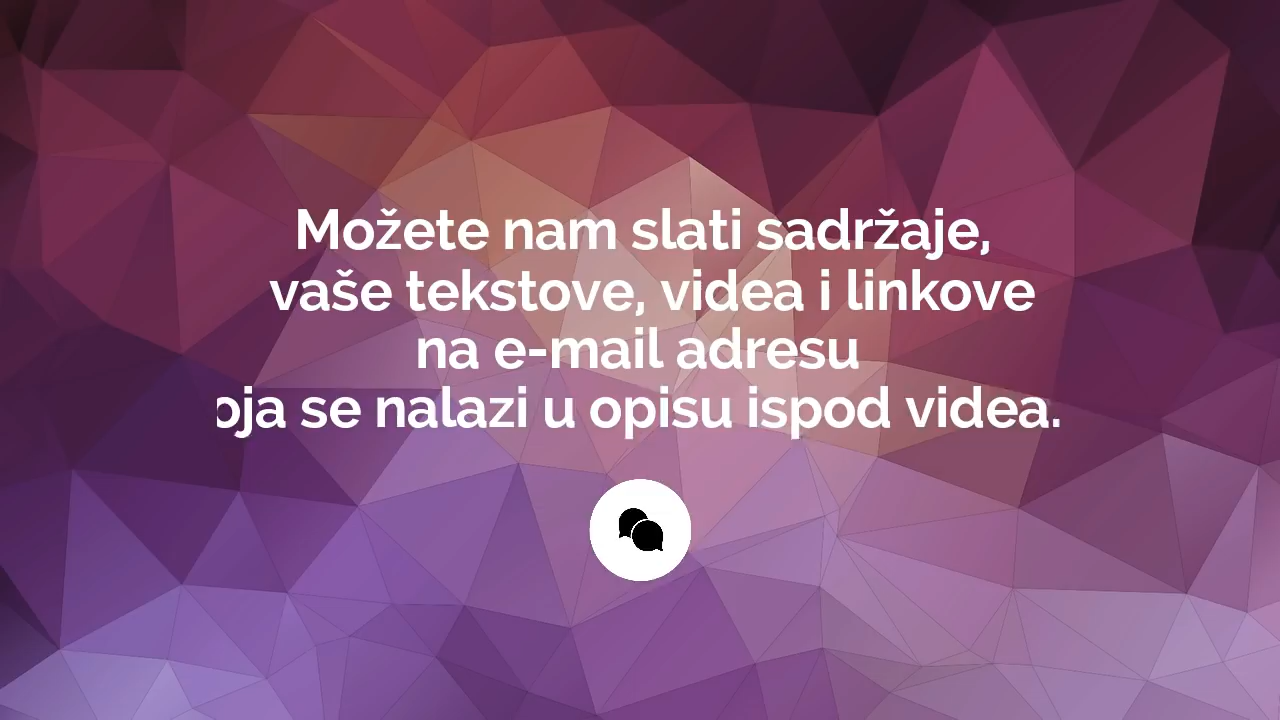 Možete nam slati sadržaje,
vaše tekstove, videa i linkove
na e-mail adresu
oja se nalazi u opisu ispod videa.